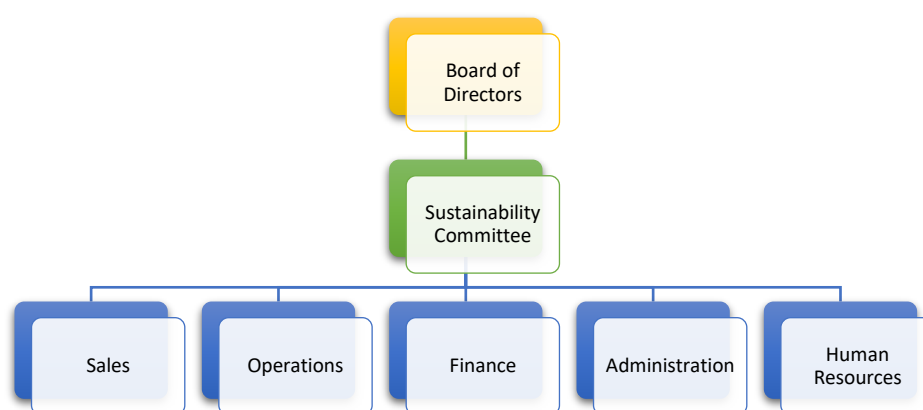 Board of
Directors
Sustainability
Committee
Sales
Operations
Finance
Administration
Human
Resources